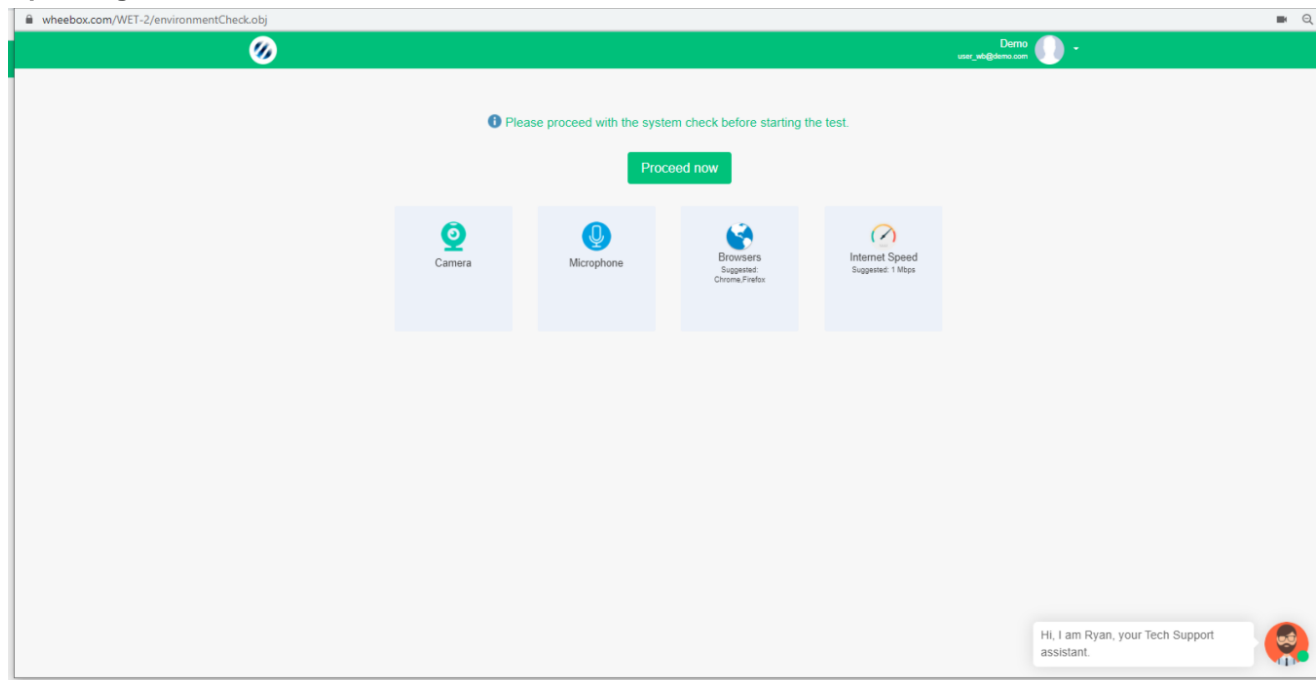 wheebox.com/WET-2/environmentCheck.obj
Demo
user_wb@demo.com
Please proceed with the system check before starting the test.
Proceed now
Camera
Microphone
Browsers
Suggested:
Chrome,Firefox
Internet Speed
Suggested: 1 Mbps
Hi, I am Ryan, your Tech Support
assistant.